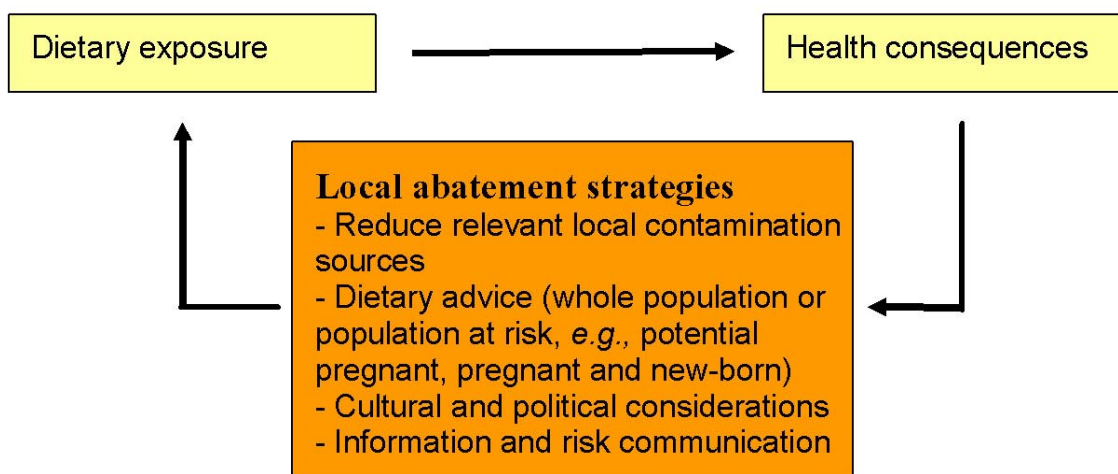 Dietary exposure
Health consequences
Local abatement strategies
- Reduce relevant local contamination
sources
- Dietary advice (whole population or
population at risk, e.g., potential
pregnant, pregnant and new-born)
- Cultural and political considerations
- Information and risk communication